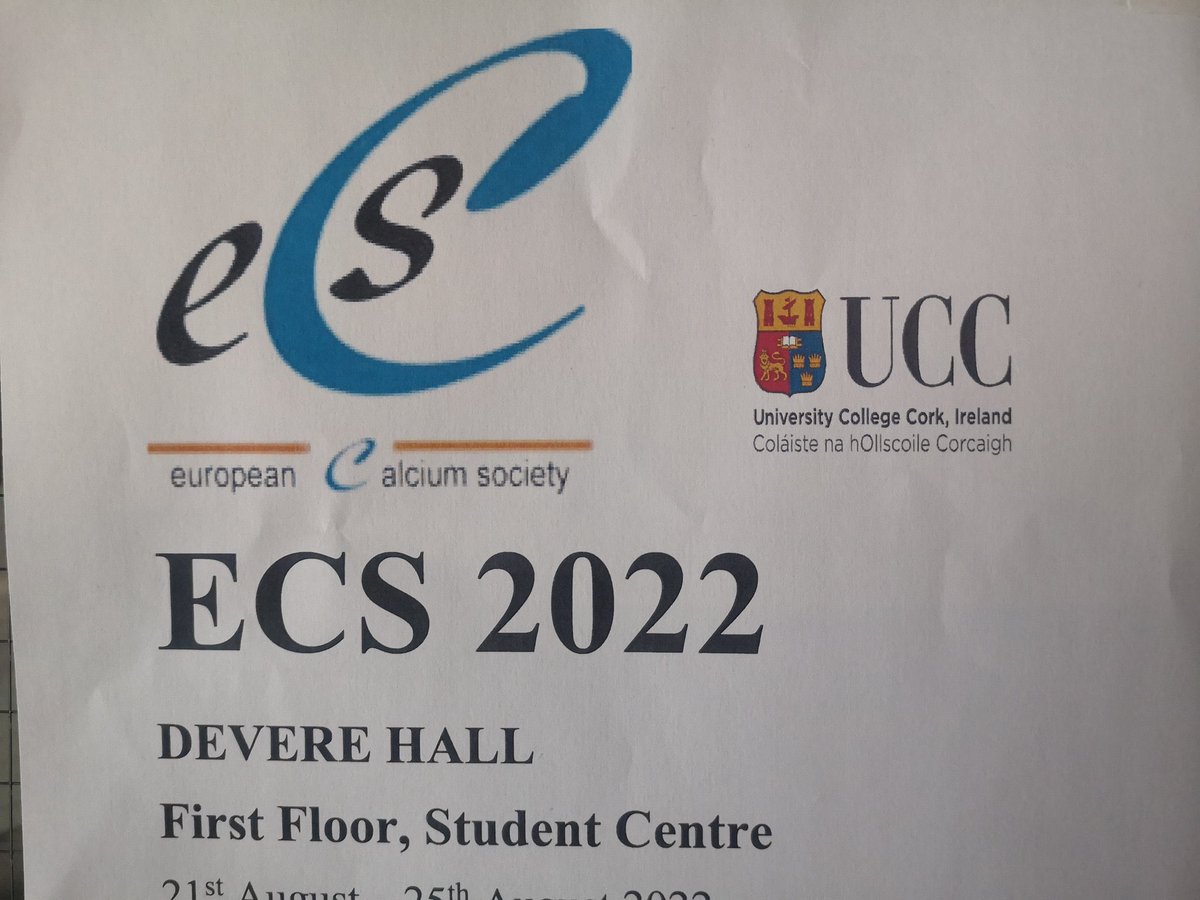 eCs
european Calcium society
UCC
University College Cork, Ireland
Coláiste na hOllscoile Corcaigh
ECS 2022
DEVERE HALL
First Floor, Student Centre
21st August – 25th August 2022